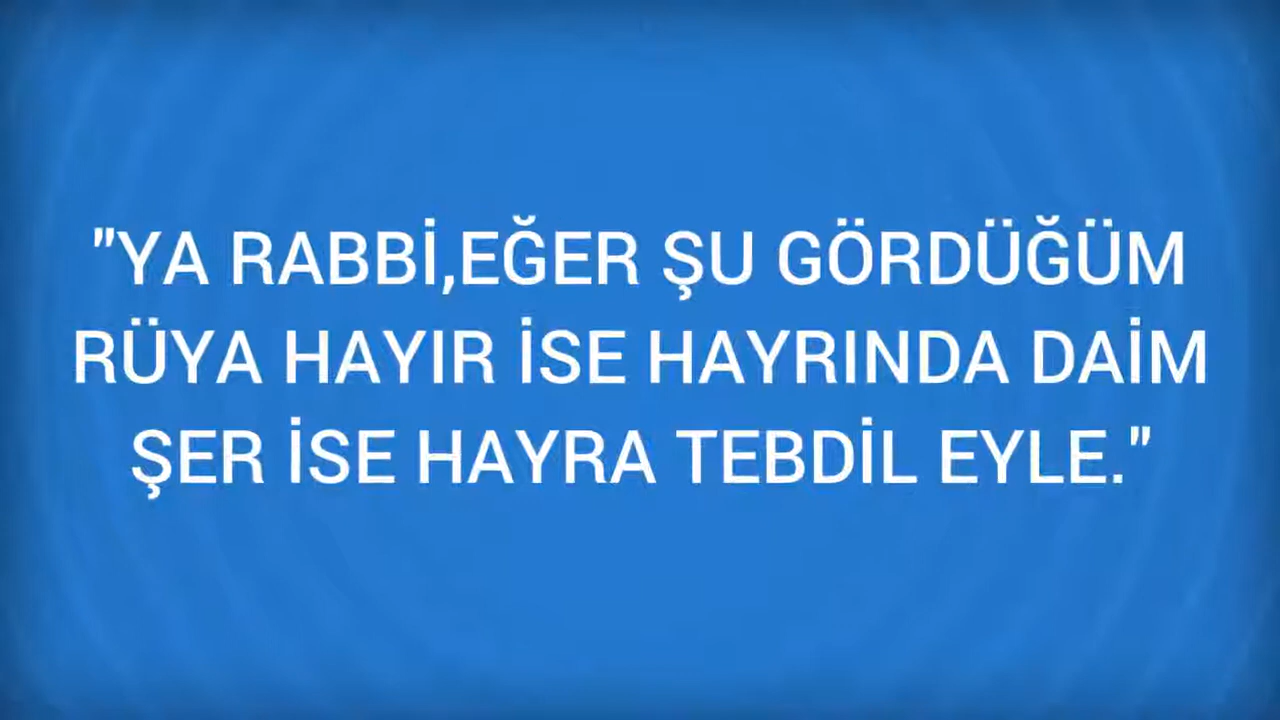 "YA RABBİ,EĞER ŞU GÖRDÜĞÜM
RÜYA HAYIR İSE HAYRINDA DAİM
ŞER İSE HAYRA TEBDİL EYLE."